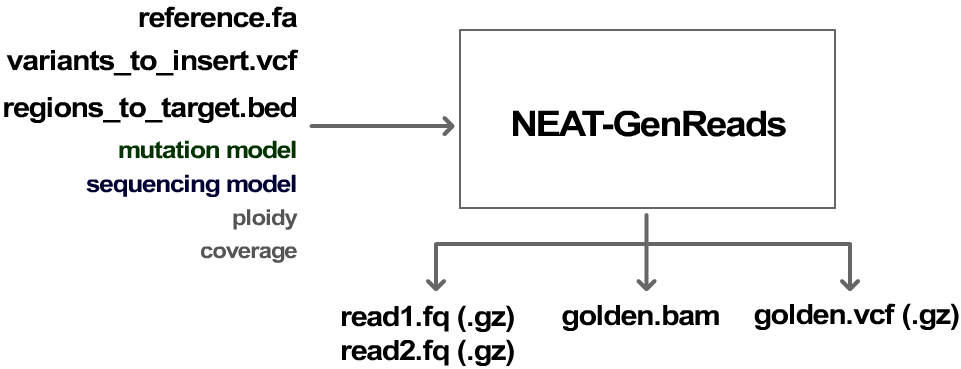 reference.fa
variants_to_insert.vcf
regions_to_target.bed
mutation model
sequencing model
ploidy
coverage
NEAT-GenReads
read1.fq (.gz)
read2.fq (.gz)
golden.bam
golden.vcf (.gz)